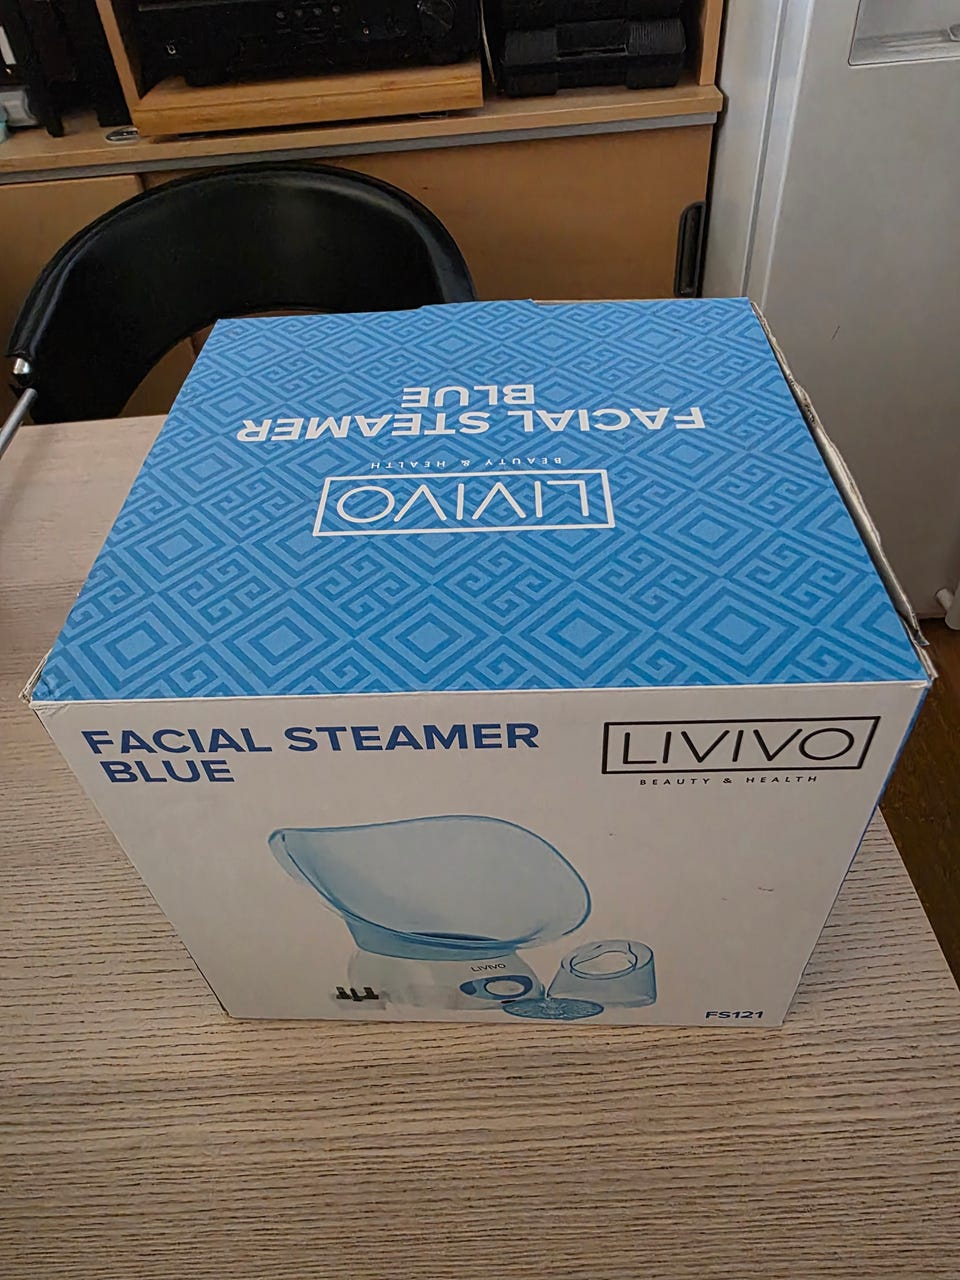 FACIAL STEAMER
BLUE
LIVIVO
BEAUTY & HEALTH
FACIAL STEAMER
BLUE
LIVIVO
BEAUTY & HEALTH
LIVIVO
FS121